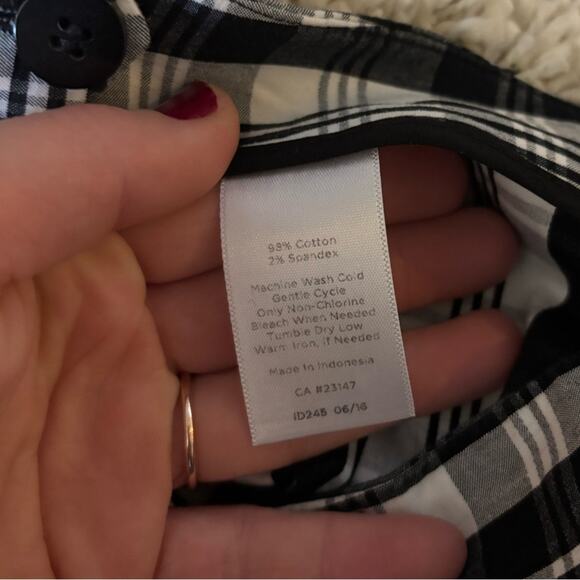 98% Cotton
2% Spandex
Machine Wash Cold
Gentle Cycle
Only Non-Chlorine
Bleach When Needed
Tumble Dry Low
Warm Iron, if Needed
Made in Indonesia
CA #23147
ID245 06/16